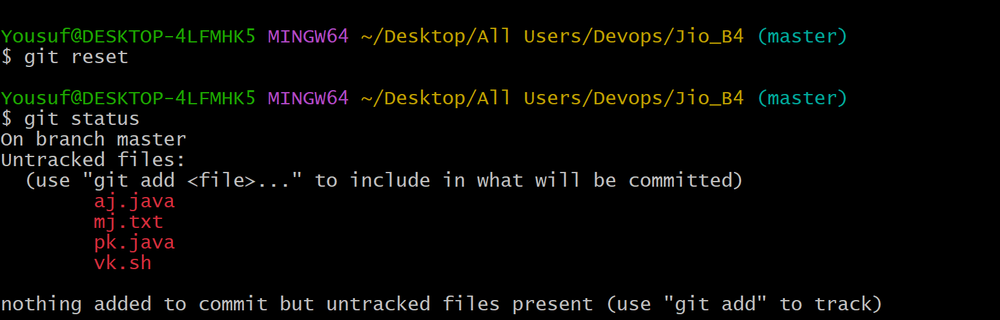 Yousuf@DESKTOP-4LFMHK5 MINGW64 ~/Desktop/All Users/Devops/Jio_B4 (master)
$ git reset
Yousuf@DESKTOP-4LFMHK5 MINGW64 ~/Desktop/All Users/Devops/Jio_B4 (master)
$ git status
On branch master
Untracked files:
  (use "git add <file>..." to include in what will be committed)
        aj.java
        mj.txt
        pk.java
        vk.sh
nothing added to commit but untracked files present (use "git add" to track)